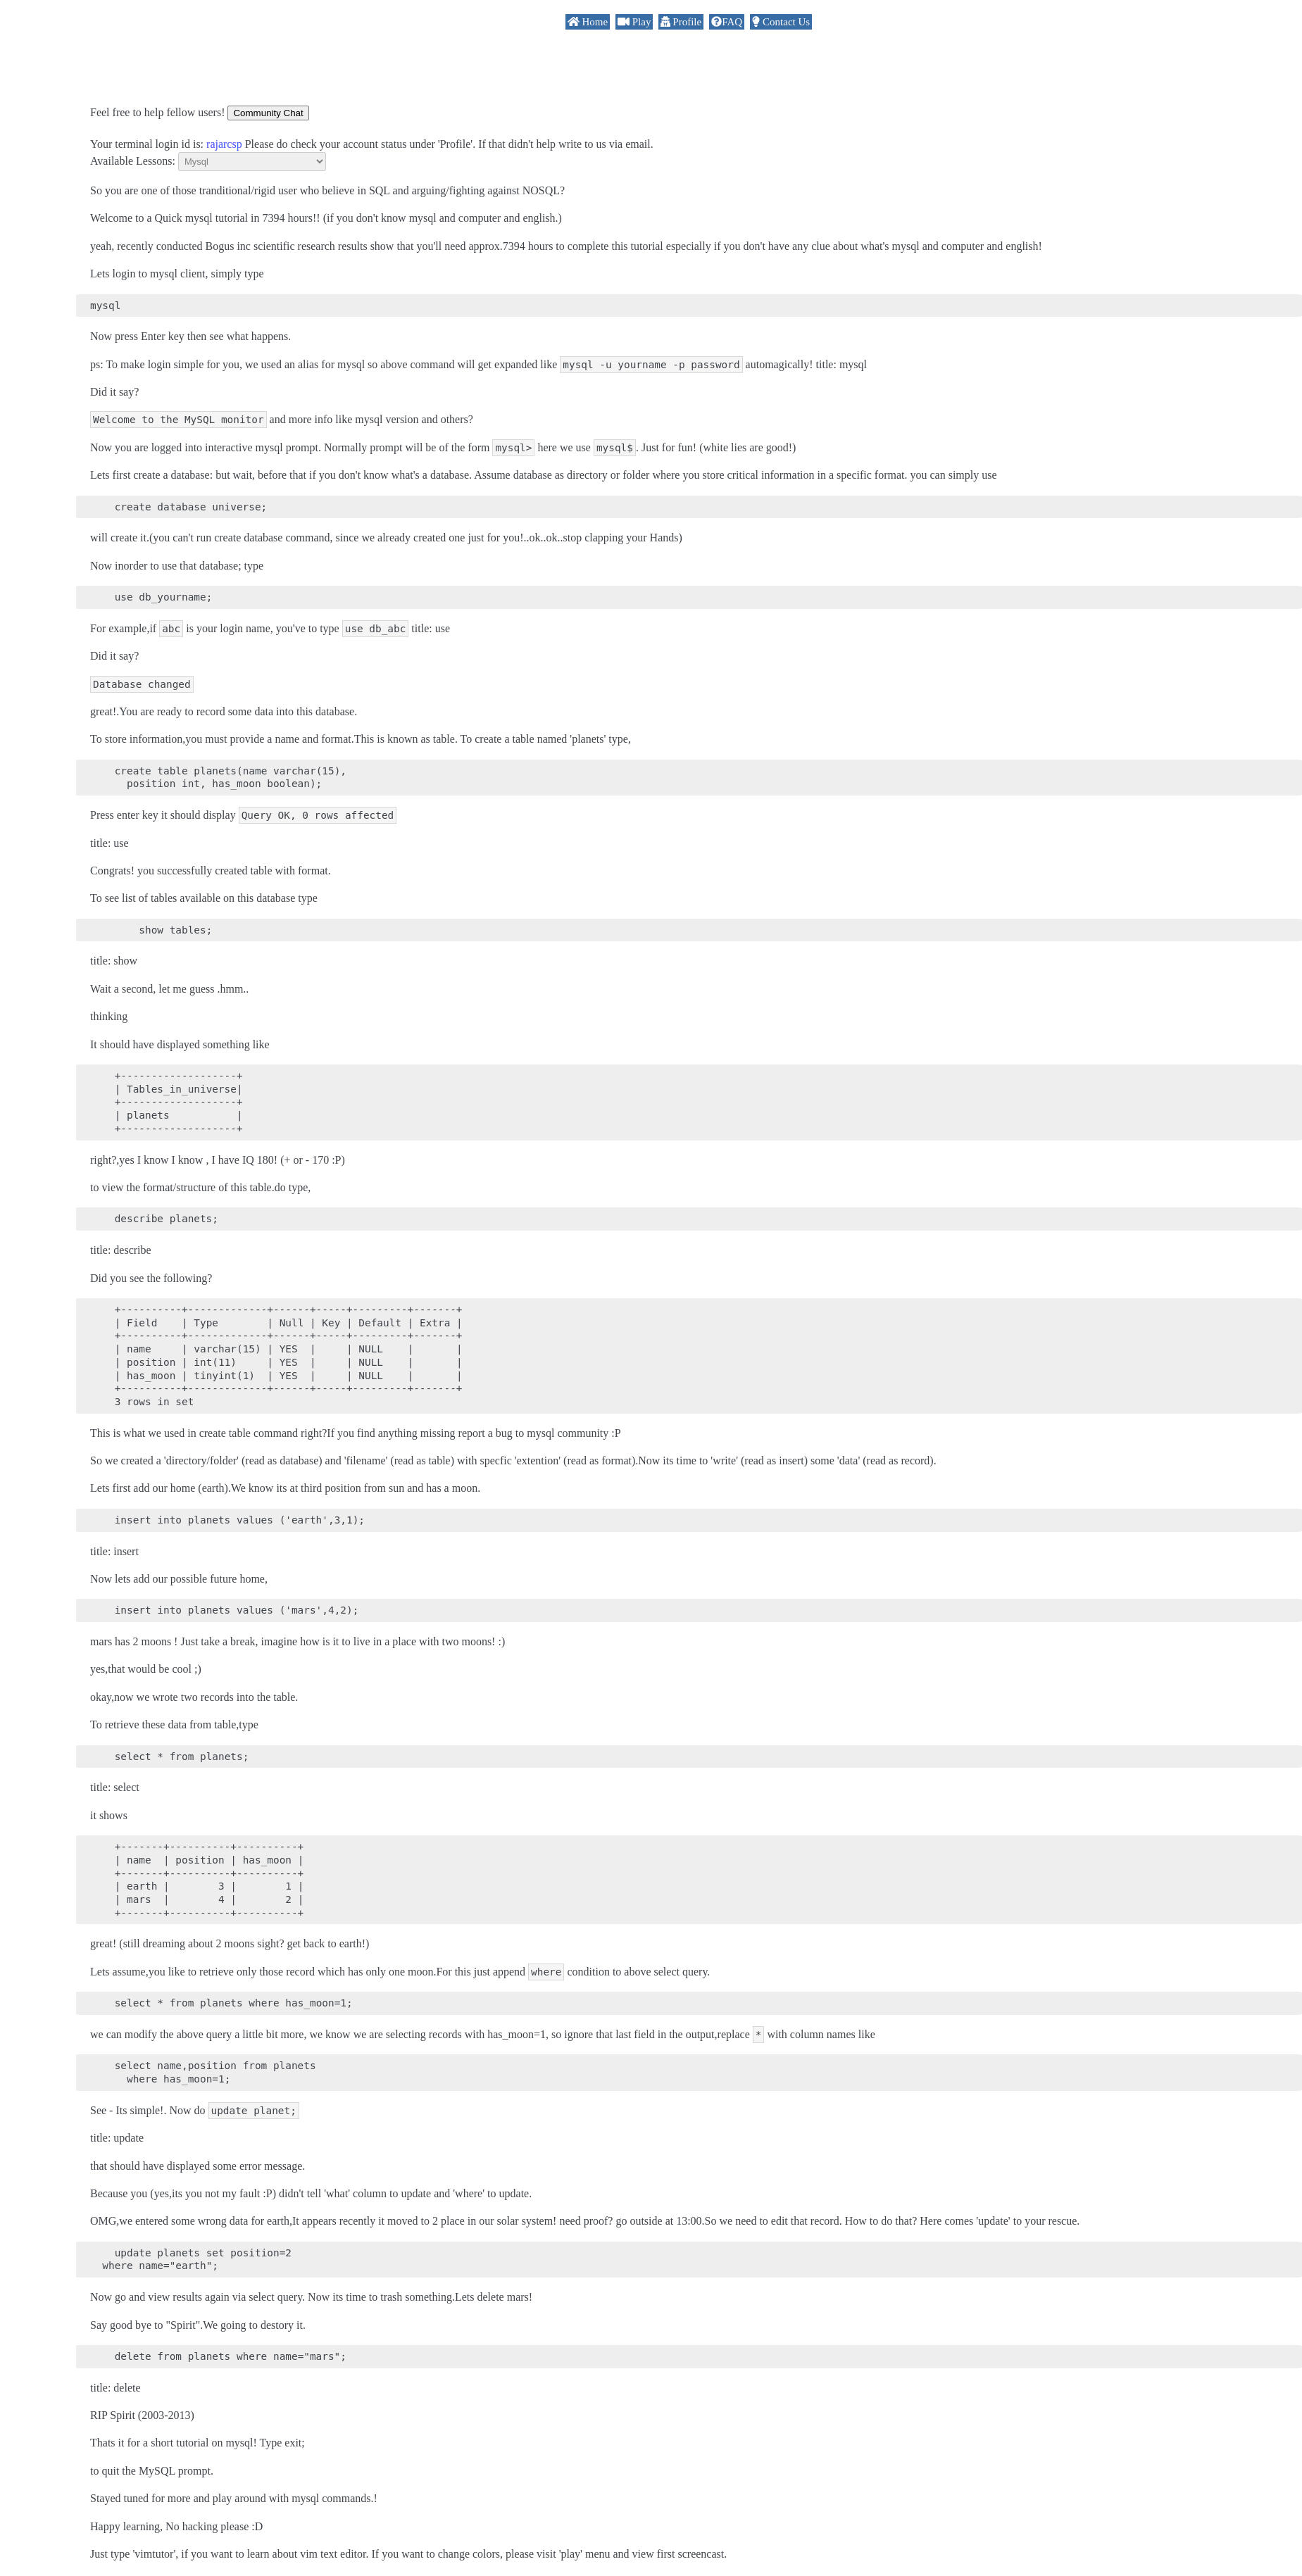 Home Play Profile FAQ Contact Us
Feel free to help fellow users! Community Chat
Your terminal login id is: rajarcsp Please do check your account status under 'Profile'. If that didn't help write to us via email.
Available Lessons: Mysql
So you are one of those tranditional/rigid user who believe in SQL and arguing/fighting against NOSQL?
Welcome to a Quick mysql tutorial in 7394 hours!! (if you don't know mysql and computer and english.)
yeah, recently conducted Bogus inc scientific research results show that you'll need approx.7394 hours to complete this tutorial especially if you don't have any clue about what's mysql and computer and english!
Lets login to mysql client, simply type
mysql
Now press Enter key then see what happens.
ps: To make login simple for you, we used an alias for mysql so above command will get expanded like mysql -u yourname -p password automagically! title: mysql
Did it say?
Welcome to the MySQL monitor and more info like mysql version and others?
Now you are logged into interactive mysql prompt. Normally prompt will be of the form mysql> here we use mysql$. Just for fun! (white lies are good!)
Lets first create a database: but wait, before that if you don't know what's a database. Assume database as directory or folder where you store critical information in a specific format. you can simply use
create database universe;
will create it.(you can't run create database command, since we already created one just for you!..ok..ok..stop clapping your Hands)
Now inorder to use that database; type
use db_yourname;
For example,if abc is your login name, you've to type use db_abc title: use
Did it say?
Database changed
great!.You are ready to record some data into this database.
To store information,you must provide a name and format.This is known as table. To create a table named 'planets' type,
create table planets(name varchar(15),
position int, has_moon boolean);
Press enter key it should display Query OK, 0 rows affected
title: use
Congrats! you successfully created table with format.
To see list of tables available on this database type
show tables;
title: show
Wait a second, let me guess .hmm..
thinking
It should have displayed something like
+-------------------+
| Tables_in_universe|
+-------------------+
| planets           |
+-------------------+
right?,yes I know I know , I have IQ 180! (+ or - 170 :P)
to view the format/structure of this table.do type,
describe planets;
title: describe
Did you see the following?
+----------+-------------+------+-----+---------+-------+
| Field    | Type        | Null | Key | Default | Extra |
+----------+-------------+------+-----+---------+-------+
| name     | varchar(15) | YES  |     | NULL    |       |
| position | int(11)     | YES  |     | NULL    |       |
| has_moon | tinyint(1)  | YES  |     | NULL    |       |
+----------+-------------+------+-----+---------+-------+
3 rows in set
This is what we used in create table command right?If you find anything missing report a bug to mysql community :P
So we created a 'directory/folder' (read as database) and 'filename' (read as table) with specfic 'extention' (read as format).Now its time to 'write' (read as insert) some 'data' (read as record).
Lets first add our home (earth).We know its at third position from sun and has a moon.
insert into planets values ('earth',3,1);
title: insert
Now lets add our possible future home,
insert into planets values ('mars',4,2);
mars has 2 moons ! Just take a break, imagine how is it to live in a place with two moons! :)
yes,that would be cool ;)
okay,now we wrote two records into the table.
To retrieve these data from table,type
select * from planets;
title: select
it shows
+-------+----------+----------+
| name  | position | has_moon |
+-------+----------+----------+
| earth |        3 |        1 |
| mars  |        4 |        2 |
+-------+----------+----------+
great! (still dreaming about 2 moons sight? get back to earth!)
Lets assume,you like to retrieve only those record which has only one moon.For this just append where condition to above select query.
select * from planets where has_moon=1;
we can modify the above query a little bit more, we know we are selecting records with has_moon=1, so ignore that last field in the output,replace * with column names like
select name,position from planets
where has_moon=1;
See - Its simple!. Now do update planet;
title: update
that should have displayed some error message.
Because you (yes,its you not my fault :P) didn't tell 'what' column to update and 'where' to update.
OMG,we entered some wrong data for earth,It appears recently it moved to 2 place in our solar system! need proof? go outside at 13:00.So we need to edit that record. How to do that? Here comes 'update' to your rescue.
update planets set position=2
where name="earth";
Now go and view results again via select query. Now its time to trash something.Lets delete mars!
Say good bye to "Spirit".We going to destory it.
delete from planets where name="mars";
title: delete
RIP Spirit (2003-2013)
Thats it for a short tutorial on mysql! Type exit;
to quit the MySQL prompt.
Stayed tuned for more and play around with mysql commands.!
Happy learning, No hacking please :D
Just type 'vimtutor', if you want to learn about vim text editor. If you want to change colors, please visit 'play' menu and view first screencast.